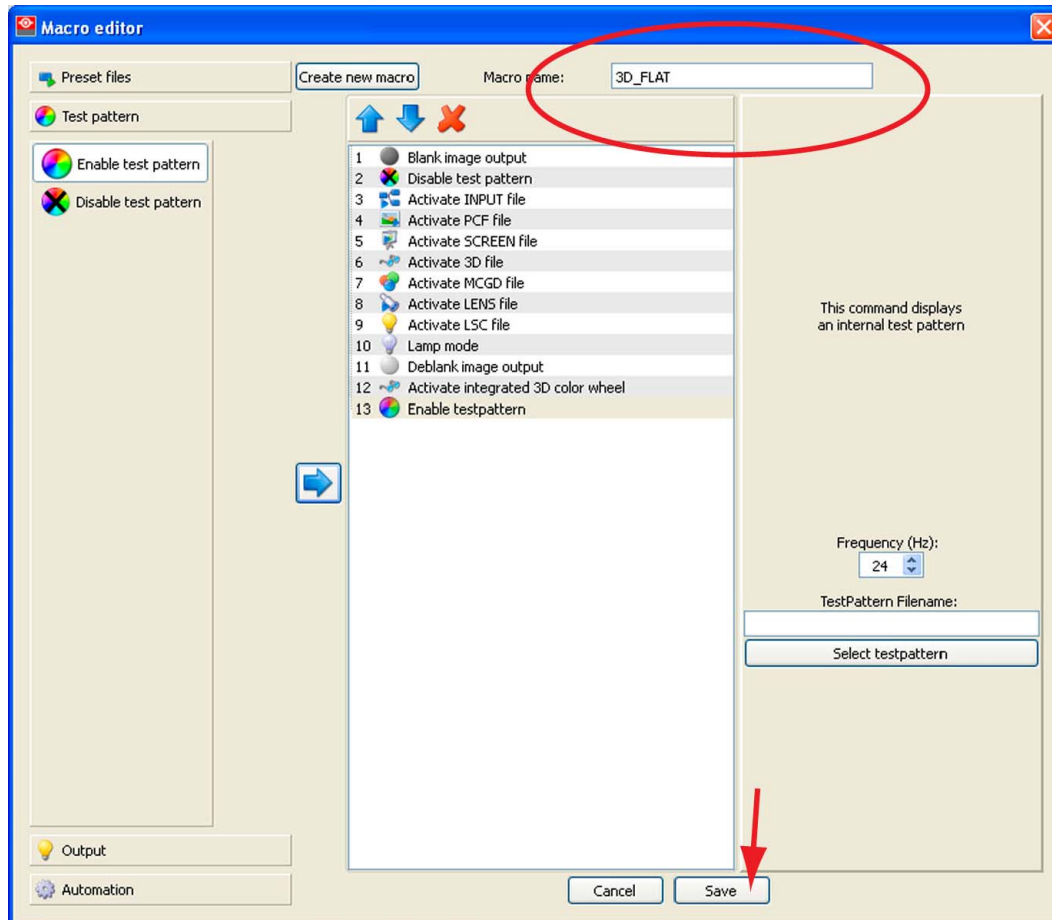 Macro editor
Preset files
Create new macro
Macro name:
3D_FLAT
Test pattern
Enable test pattern
Disable test pattern
1 Blank image output
2 Disable test pattern
3 Activate INPUT file
4 Activate PCF file
5 Activate SCREEN file
6 Activate 3D file
7 Activate MCGD file
8 Activate LENS file
9 Activate LSC file
10 Lamp mode
11 Deblank image output
12 Activate integrated 3D color wheel
13 Enable testpattern
This command displays
an internal test pattern
Frequency (Hz):
24
TestPattern Filename:
Select testpattern
Output
Automation
Cancel
Save